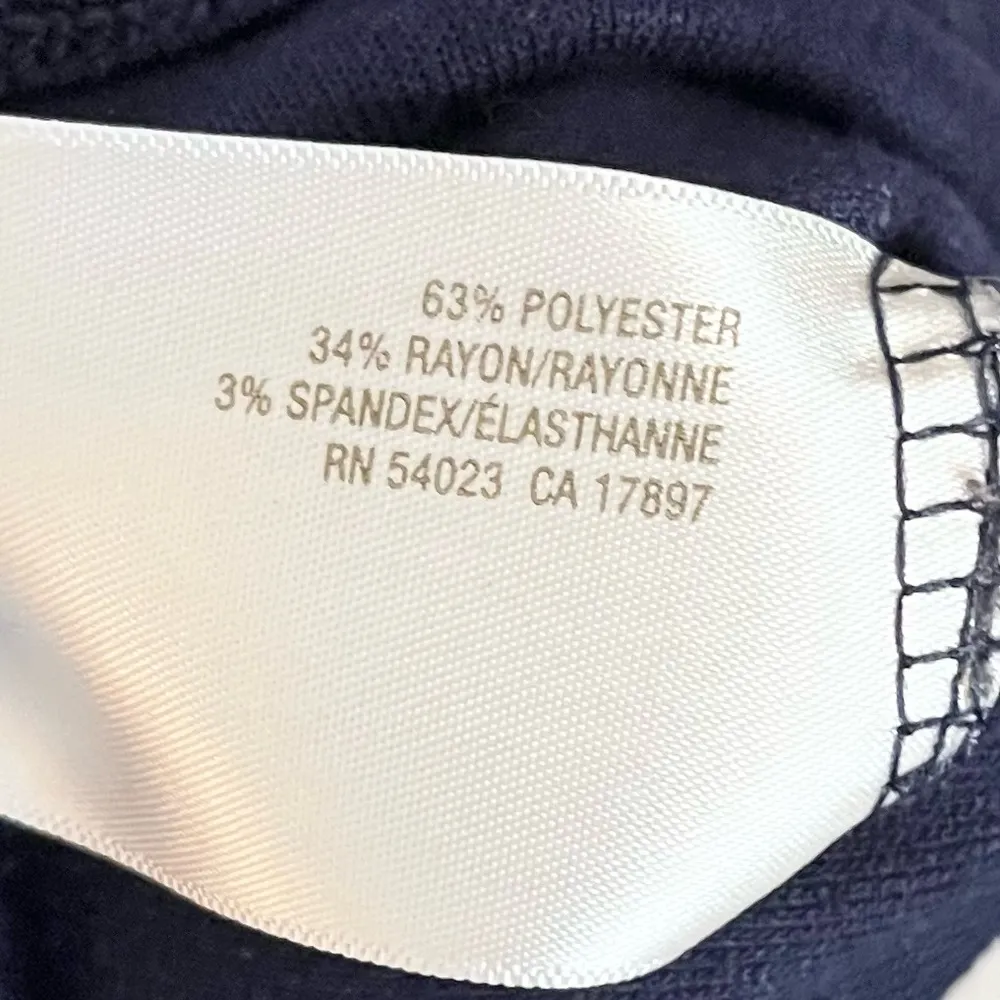 63% POLYESTER
34% RAYON/RAYONNE
3% SPANDEX/ÉLASTHANNE
RN 54023 CA 17897